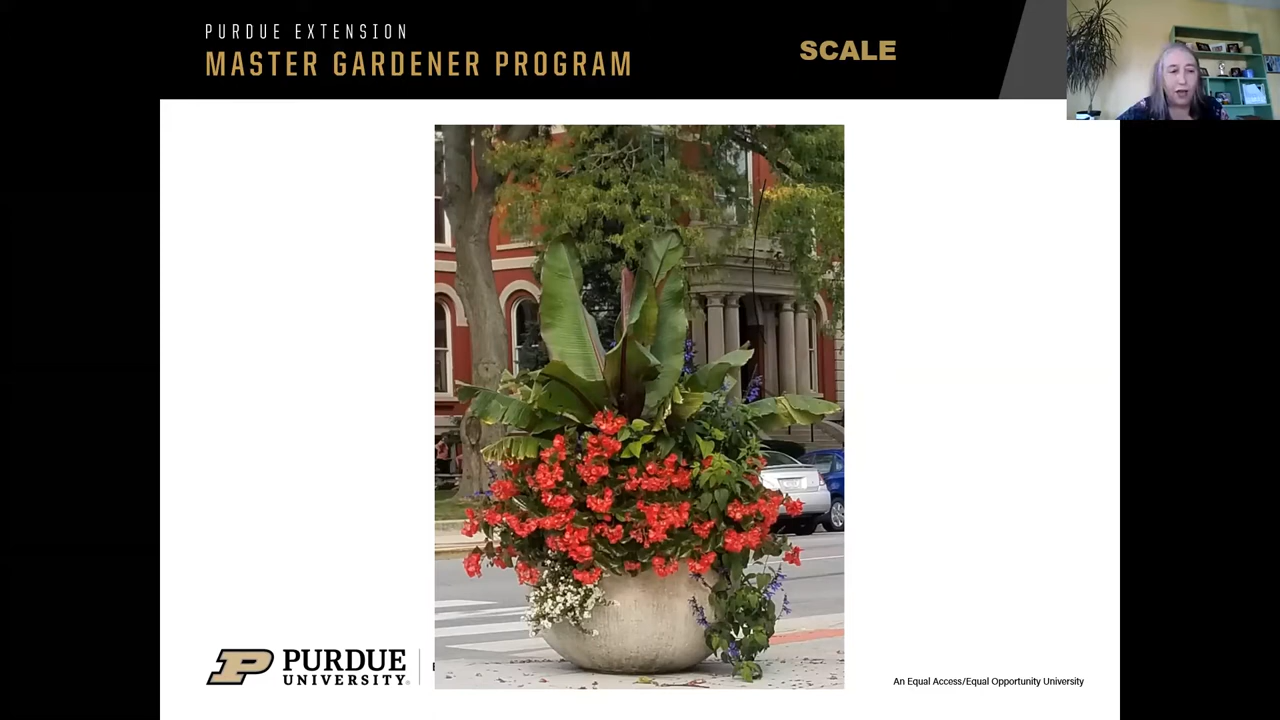 PURDUE EXTENSION
MASTER GARDENER PROGRAM
SCALE
PURDUE
UNIVERSITY®
An Equal Access/Equal Opportunity University